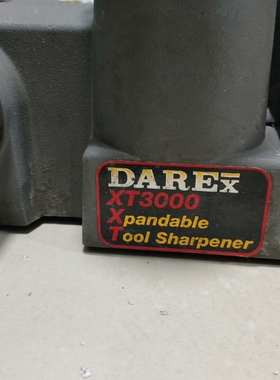 DAREX
XT3000
Xpandable
Tool Sharpener